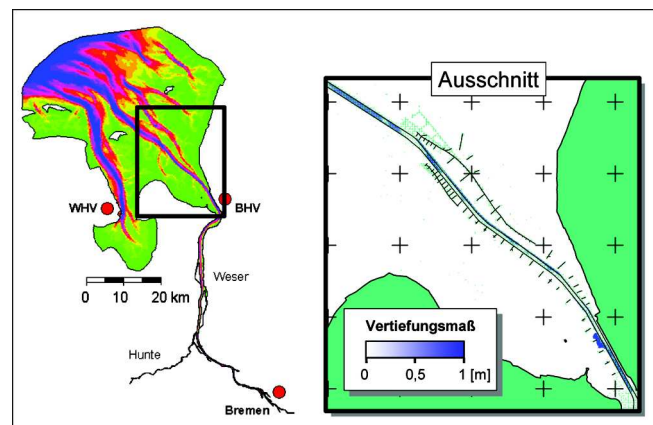 WHV
BHV
0 10 20 km
Weser
Hunte
Bremen
Ausschnitt
Vertiefungsmaß
0 0,5 1 [m]